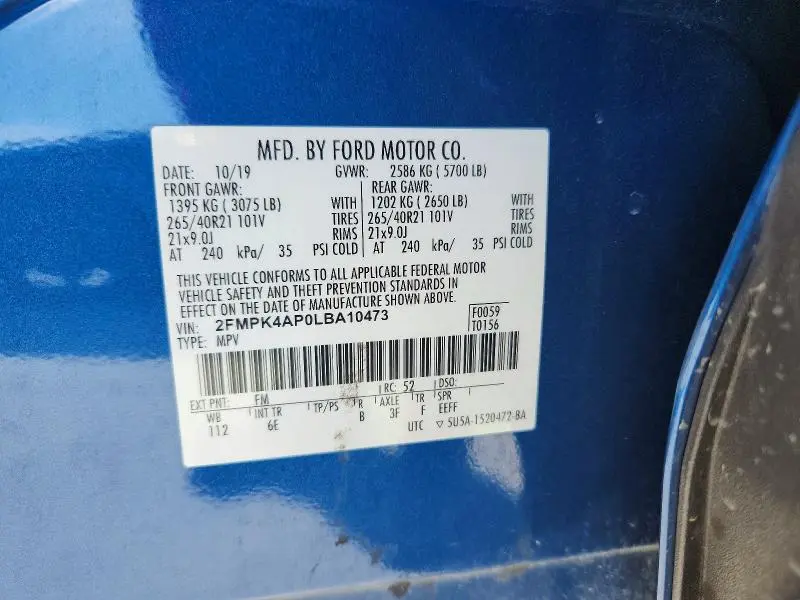 MFD. BY FORD MOTOR CO.
DATE: 10/19 GVWR: 2586 KG ( 5700 LB)
FRONT GAWR: REAR GAWR:
1395 KG ( 3075 LB) WITH 1202 KG ( 2650 LB) WITH
265/40R21 101V TIRES 265/40R21 101V TIRES
21x9.0J RIMS 21x9.0J RIMS
AT 240 kPa/ 35 PSI COLD AT 240 kPa/ 35 PSI COLD
THIS VEHICLE CONFORMS TO ALL APPLICABLE FEDERAL MOTOR
VEHICLE SAFETY AND THEFT PREVENTION STANDARDS IN
EFFECT ON THE DATE OF MANUFACTURE SHOWN ABOVE.
VIN: 2FMPK4AP0LBA10473 F0059
TYPE: MPV T0156
EXT PNT: FM RC: 52 DSO:
WB INT TR TP/PS R AXLE TR SPR
112 6E B 3F F EEFF
UTC ▽ 5U5A-1520472-BA